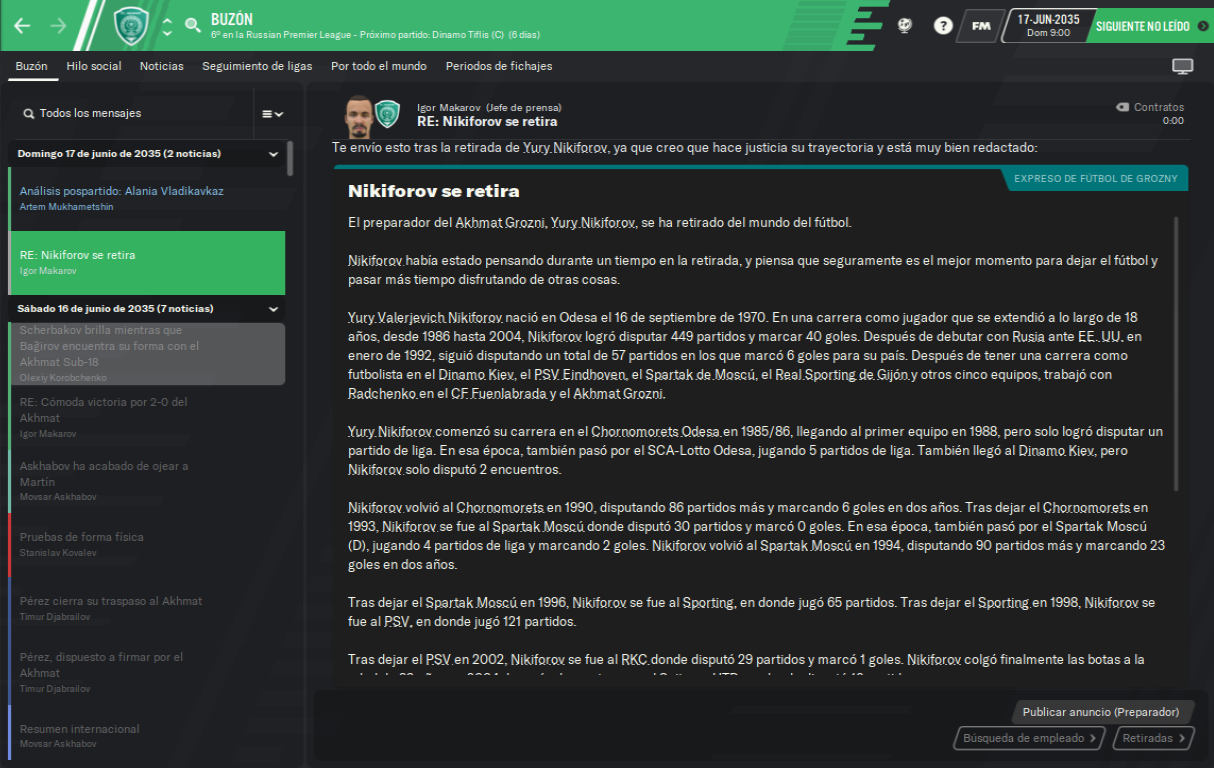 BUZÓN
6º en la Russian Premier League - Próximo partido: Dinamo Tiflis (C) (6 días)
?
FM
17-JUN-2035
Dom 9:00
SIGUIENTE NO LEÍDO
Buzón
Hilo social
Noticias
Seguimiento de ligas
Por todo el mundo
Periodos de fichajes
Todos los mensajes
Domingo 17 de junio de 2035 (2 noticias)
Análisis pospartido: Alania Vladikavkaz
Artem Mukhametshin
RE: Nikiforov se retira
Igor Makarov
Sábado 16 de junio de 2035 (7 noticias)
Scherbakov brilla mientras que
Bağirov encuentra su forma con el
Akhmat Sub-18
Olexiy Korobchenko
RE: Cómoda victoria por 2-0 del
Akhmat
Igor Makarov
Askhabov ha acabado de ojear a
Martín
Movsar Askhabov
Pruebas de forma física
Stanislav Kovalev
Pérez cierra su traspaso al Akhmat
Timur Djabrailov
Pérez, dispuesto a firmar por el
Akhmat
Timur Djabrailov
Resumen internacional
Movsar Askhabov
Igor Makarov (Jefe de prensa)
RE: Nikiforov se retira
Contratos
0:00
Te envío esto tras la retirada de Yury Nikiforov, ya que creo que hace justicia su trayectoria y está muy bien redactado:
EXPRESO DE FÚTBOL DE GROZNY
Nikiforov se retira
El preparador del Akhmat Grozni, Yury Nikiforov, se ha retirado del mundo del fútbol.
Nikiforov había estado pensando durante un tiempo en la retirada, y piensa que seguramente es el mejor momento para dejar el fútbol y
pasar más tiempo disfrutando de otras cosas.
Yury Valerjevich Nikiforov nació en Odesa el 16 de septiembre de 1970. En una carrera como jugador que se extendió a lo largo de 18
años, desde 1986 hasta 2004, Nikiforov logró disputar 449 partidos y marcar 40 goles. Después de debutar con Rusia ante EE. UU. en
enero de 1992, siguió disputando un total de 57 partidos en los que marcó 6 goles para su país. Después de tener una carrera como
futbolista en el Dinamo Kiev, el PSV Eindhoven, el Spartak de Moscú, el Real Sporting de Gijón y otros cinco equipos, trabajó con
Radchenko en el CF Fuenlabrada y el Akhmat Grozni.
Yury Nikiforov comenzó su carrera en el Chornomorets Odesa en 1985/86, llegando al primer equipo en 1988, pero solo logró disputar un
partido de liga. En esa época, también pasó por el SCA-Lotto Odesa, jugando 5 partidos de liga. También llegó al Dinamo Kiev, pero
Nikiforov solo disputó 2 encuentros.
Nikiforov volvió al Chornomorets en 1990, disputando 86 partidos más y marcando 6 goles en dos años. Tras dejar el Chornomorets en
1993, Nikiforov se fue al Spartak Moscú donde disputó 30 partidos y marcó 0 goles. En esa época, también pasó por el Spartak Moscú
(D), jugando 4 partidos de liga y marcando 2 goles. Nikiforov volvió al Spartak Moscú en 1994, disputando 90 partidos más y marcando 23
goles en dos años.
Tras dejar el Spartak Moscú en 1996, Nikiforov se fue al Sporting, en donde jugó 65 partidos. Tras dejar el Sporting en 1998, Nikiforov se
fue al PSV, en donde jugó 121 partidos.
Tras dejar el PSV en 2002, Nikiforov se fue al RKC donde disputó 29 partidos y marcó 1 goles. Nikiforov colgó finalmente las botas a la
Publicar anuncio (Preparador)
Búsqueda de empleado
Retiradas